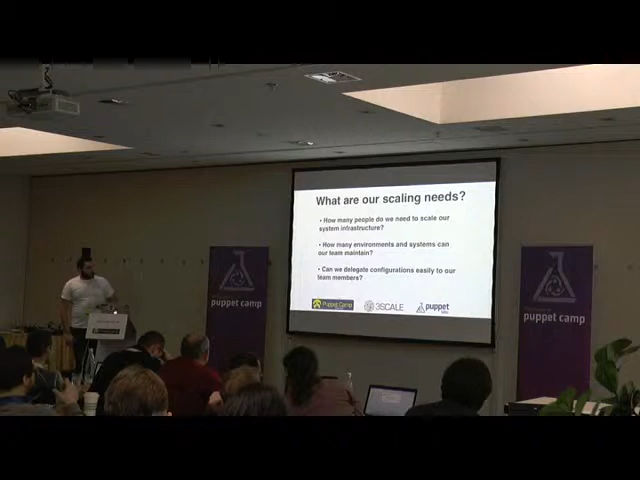 What are our scaling needs?
• How many people do we need to scale our
system infrastructure?
• How many environments and systems can
our team maintain?
• Can we delegate configurations easily to our
team members?
Puppet Camp
3SCALE
puppet
labs
puppet camp
puppet camp